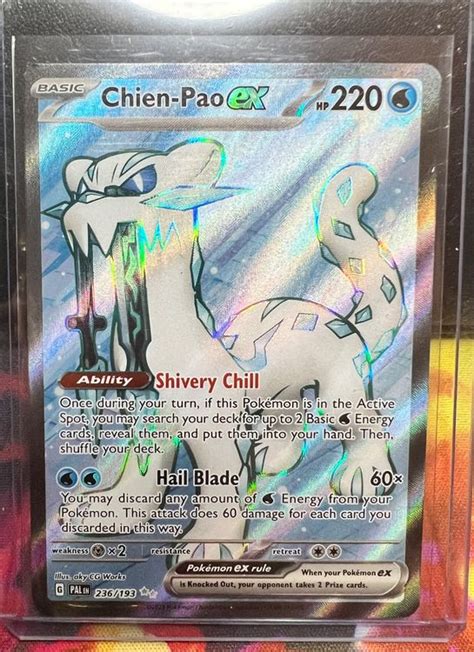 BASIC Chien-Pao ex HP 220
Ability Shivery Chill
Once during your turn, if this Pokémon is in the Active
Spot, you may search your deck for up to 2 Basic Energy
cards, reveal them, and put them into your hand. Then,
shuffle your deck.
Hail Blade 60×
You may discard any amount of Energy from your
Pokémon. This attack does 60 damage for each card you
discarded in this way.
weakness ×2 resistance retreat
Pokémon ex rule When your Pokémon ex
is Knocked Out, your opponent takes 2 Prize cards.
Illus. aky CG Works
G PAL EN 236/193